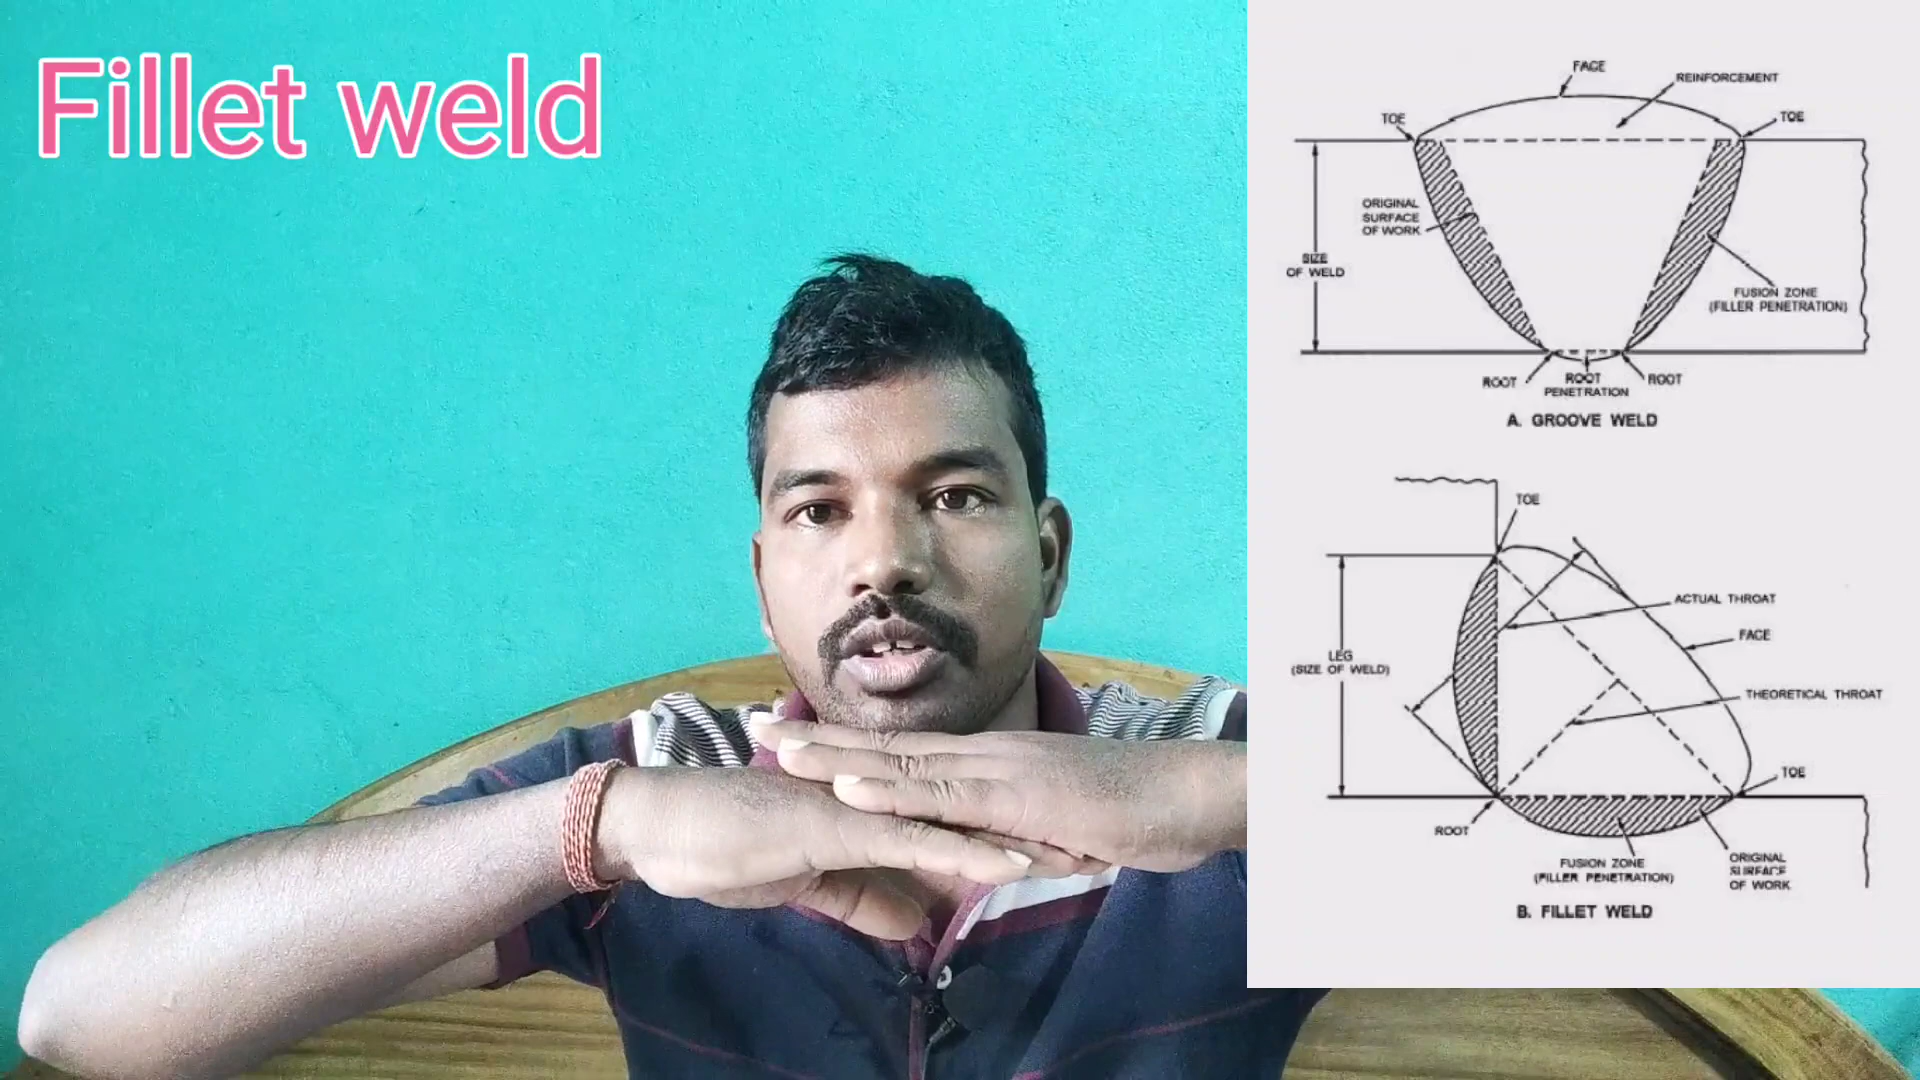 Fillet weld
FACE
REINFORCEMENT
TOE
TOE
ORIGINAL
SURFACE
OF WORK
SIZE
OF WELD
FUSION ZONE
(FILLER PENETRATION)
ROOT
ROOT
PENETRATION
ROOT
A. GROOVE WELD
TOE
ACTUAL THROAT
FACE
LEG
(SIZE OF WELD)
THEORETICAL THROAT
TOE
ROOT
FUSION ZONE
(FILLER PENETRATION)
ORIGINAL
SURFACE
OF WORK
B. FILLET WELD